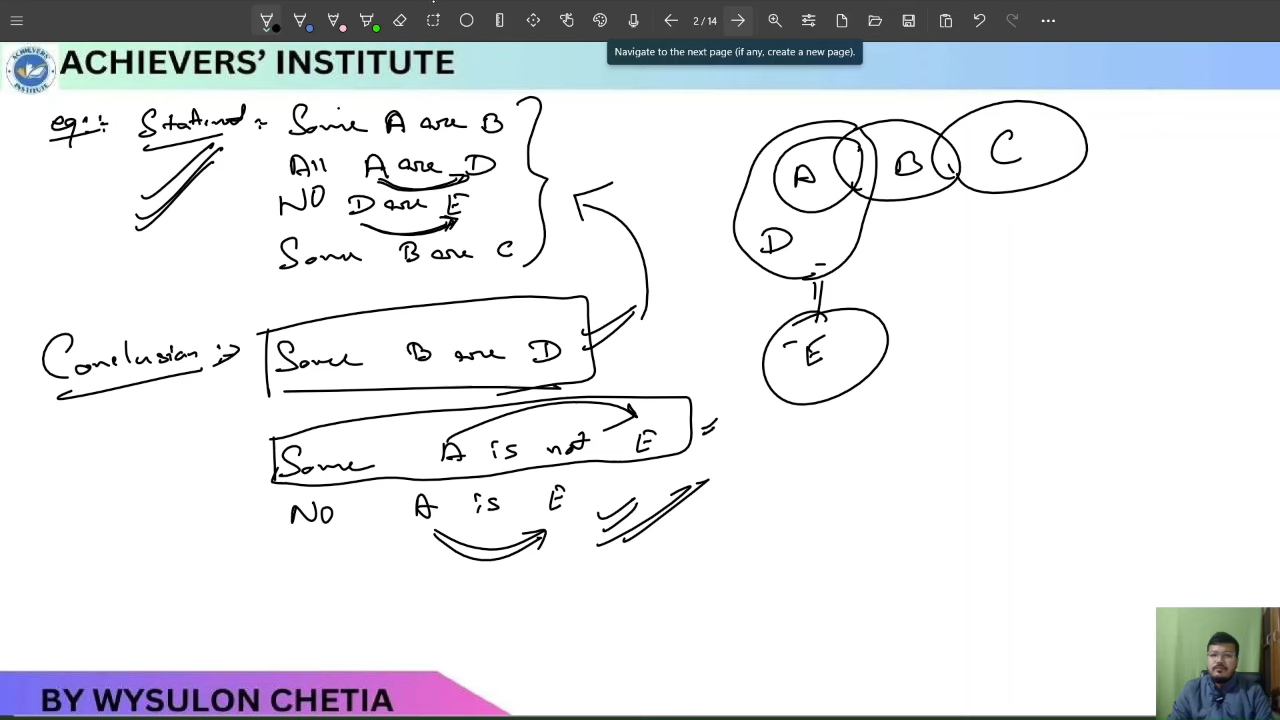 2 / 14
Navigate to the next page (if any, create a new page).
ACHIEVERS' INSTITUTE
eg:- Some A are B
All A are D
NO D are E
Some B are C
A B C
D
E
Conclusion :- Some B are D
Some A is not E
NO A is E
BY WYSULON CHETIA